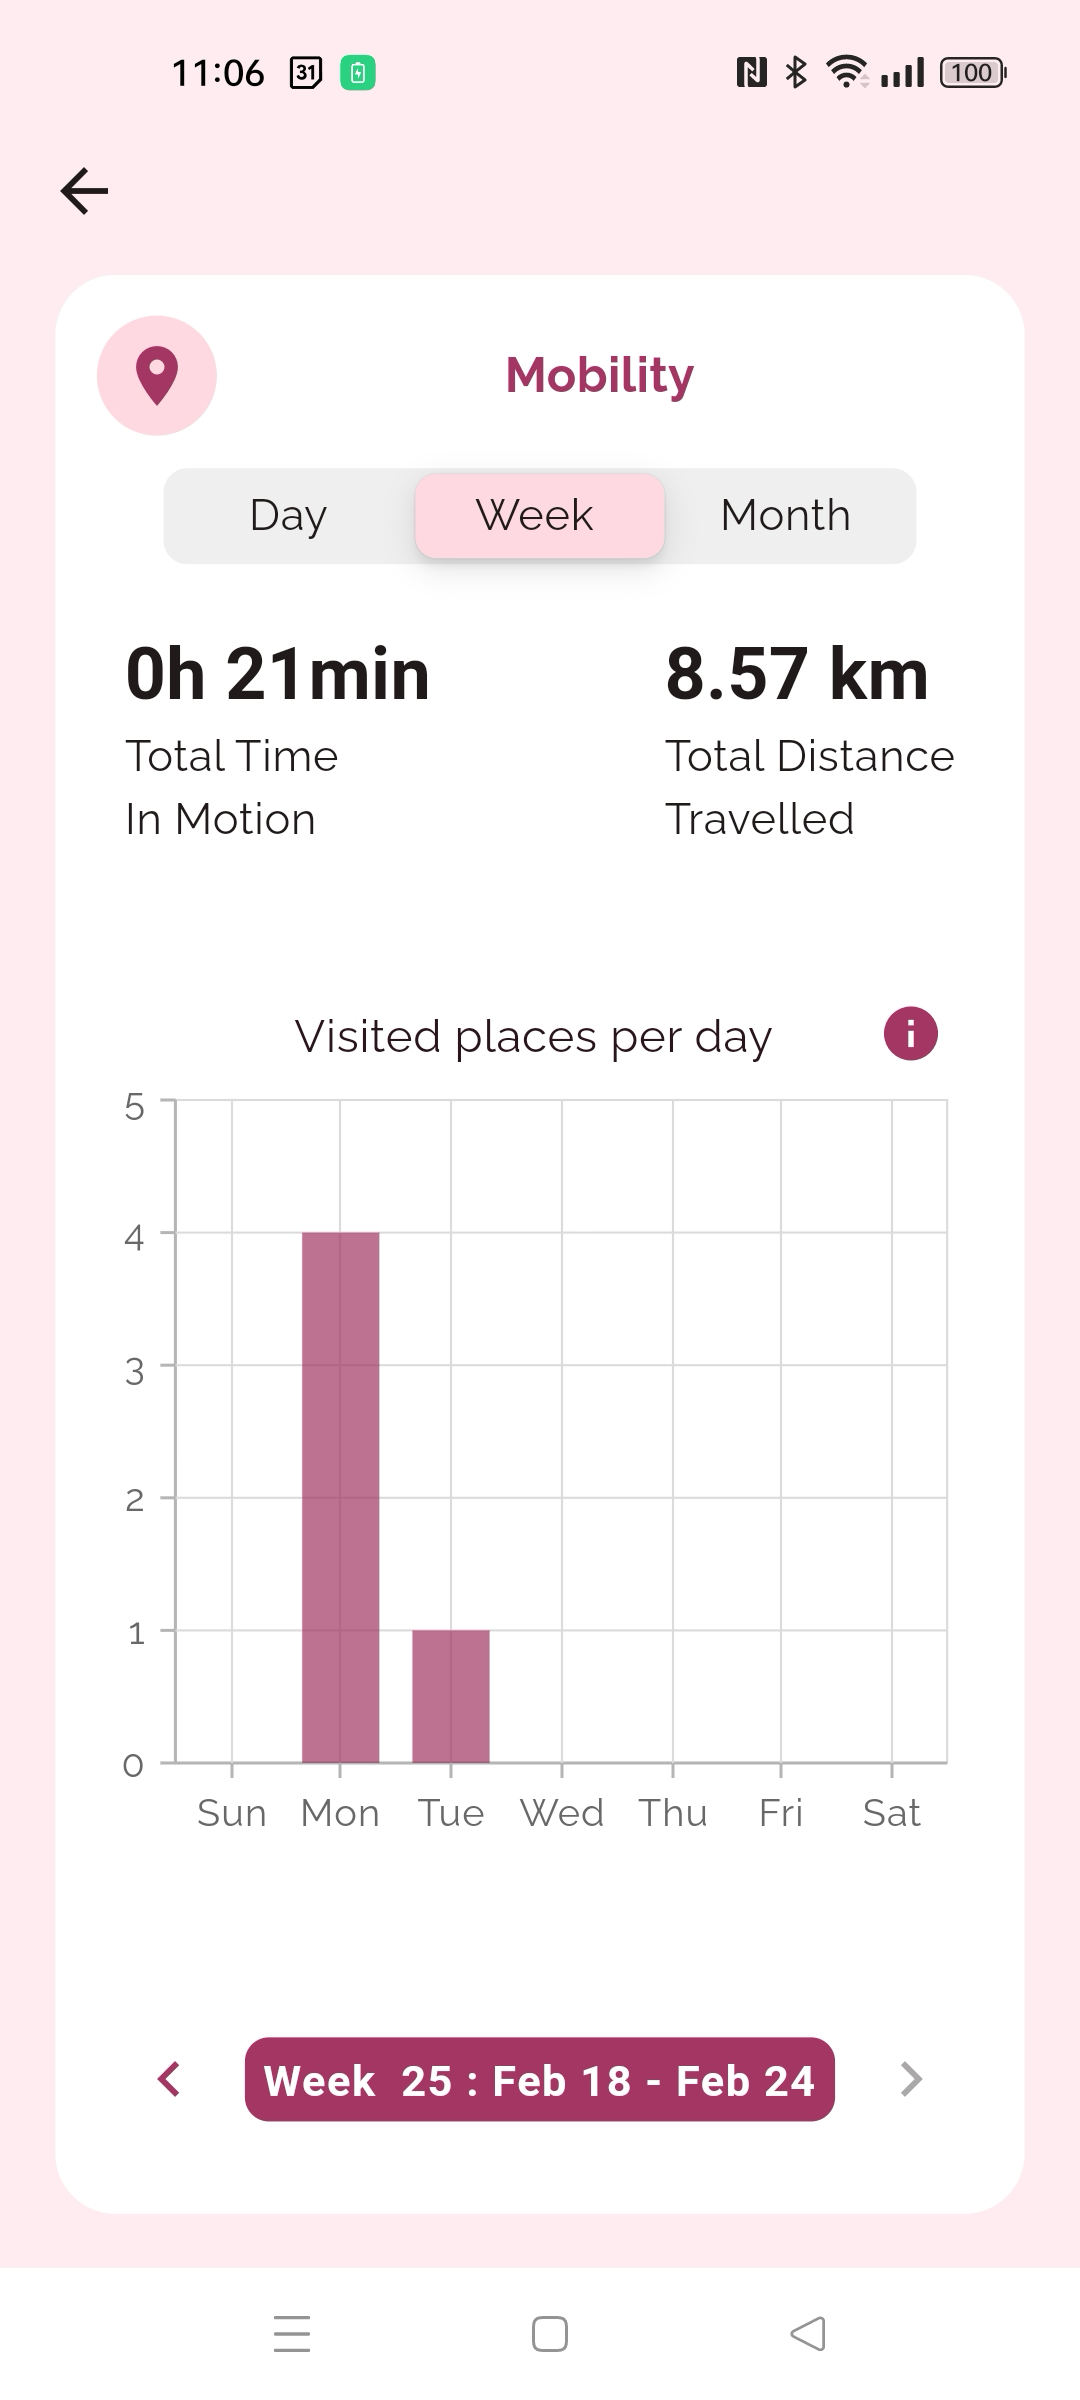 11:06 31 100
Mobility
Day Week Month
0h 21min 8.57 km
Total Time Total Distance
In Motion Travelled
Visited places per day
5
4
3
2
1
0
Sun Mon Tue Wed Thu Fri Sat
Week 25 : Feb 18 - Feb 24